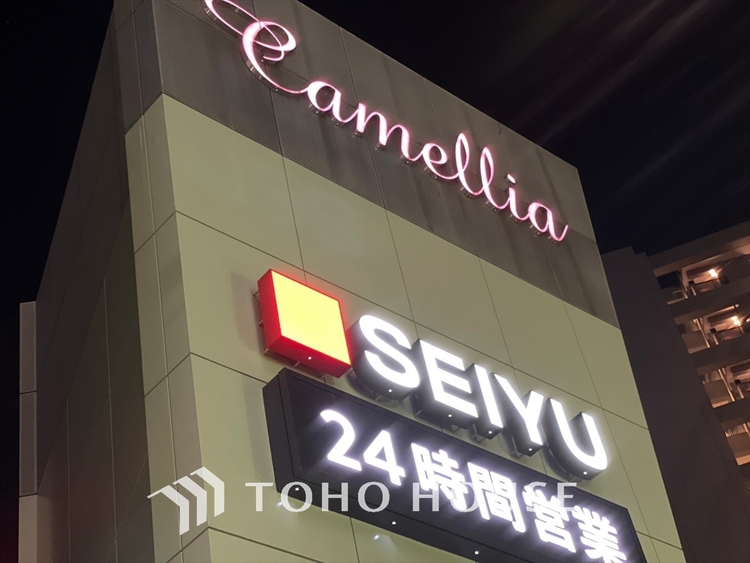 Camellia
SEIYU
24時間営業
TOHO HOUSE